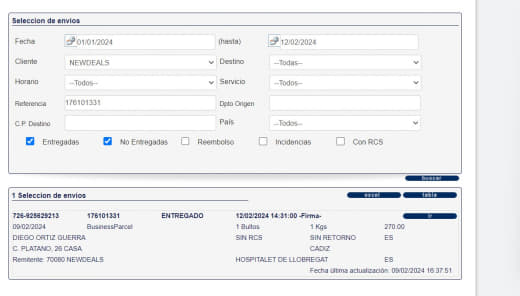 Seleccion de envios
Fecha 01/01/2024 (hasta) 12/02/2024
Cliente NEWDEALS Destino --Todas--
Horario --Todos-- Servicio --Todos--
Referencia 176101331 Dpto Origen
C.P. Destino País --Todos--
Entregadas No Entregadas Reembolso Incidencias Con RCS
buscar
1 Seleccion de envios excel tabla
726-925629213 176101331 ENTREGADO 12/02/2024 14:31:00 -Firma- ir
09/02/2024 BusinessParcel 1 Bultos 1 Kgs 270.00
DIEGO ORTIZ GUERRA SIN RCS SIN RETORNO ES
C. PLATANO, 26 CASA CADIZ
Remitente: 70080 NEWDEALS HOSPITALET DE LLOBREGAT ES
Fecha última actualización: 09/02/2024 16:37:51